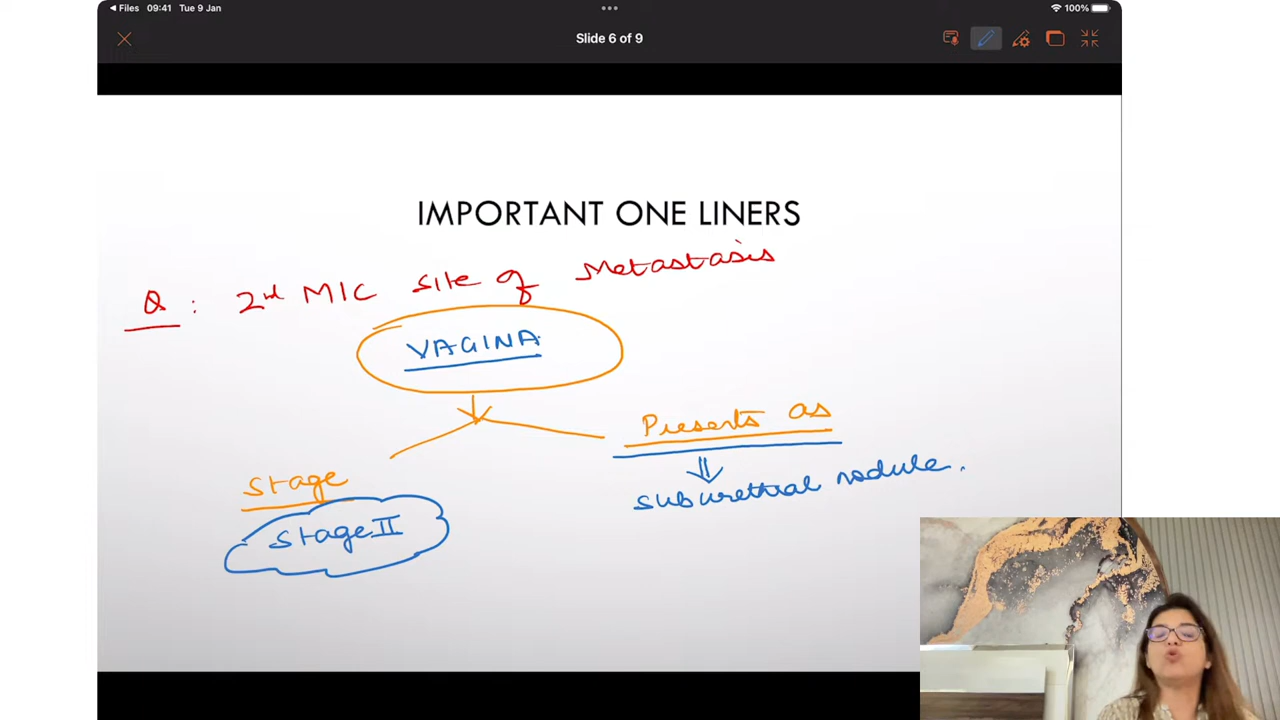 Files 09:41 Tue 9 Jan
100%
Slide 6 of 9
IMPORTANT ONE LINERS
Q : 2nd MIC site of Metastasis
VAGINA
Presents as
suburethral nodule.
Stage
Stage II